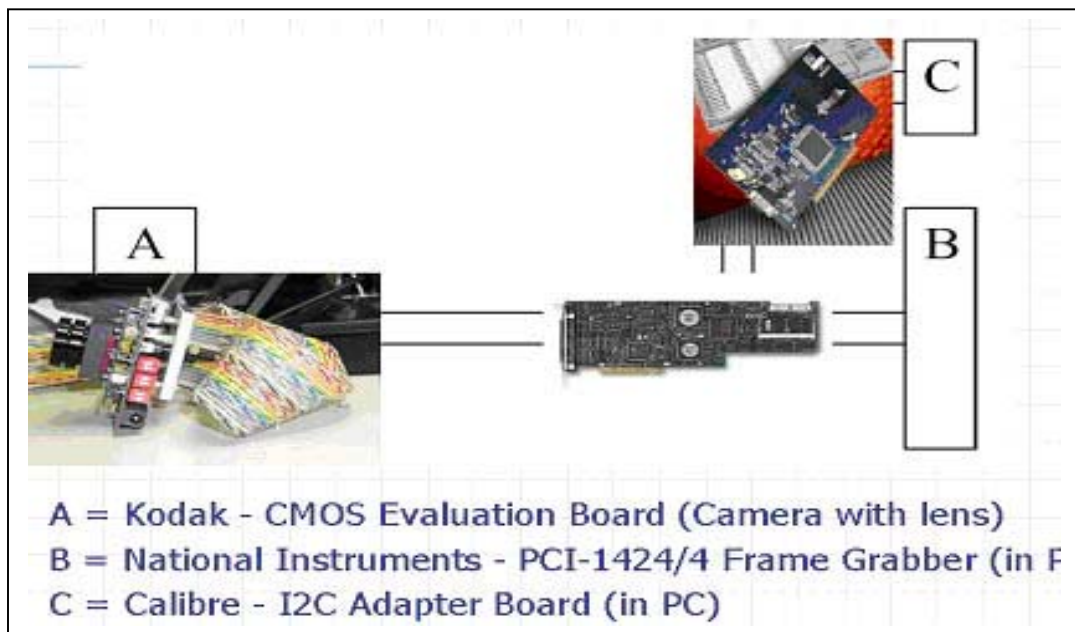 C
A
B
A = Kodak - CMOS Evaluation Board (Camera with lens)
B = National Instruments - PCI-1424/4 Frame Grabber (in
C = Calibre - I2C Adapter Board (in PC)